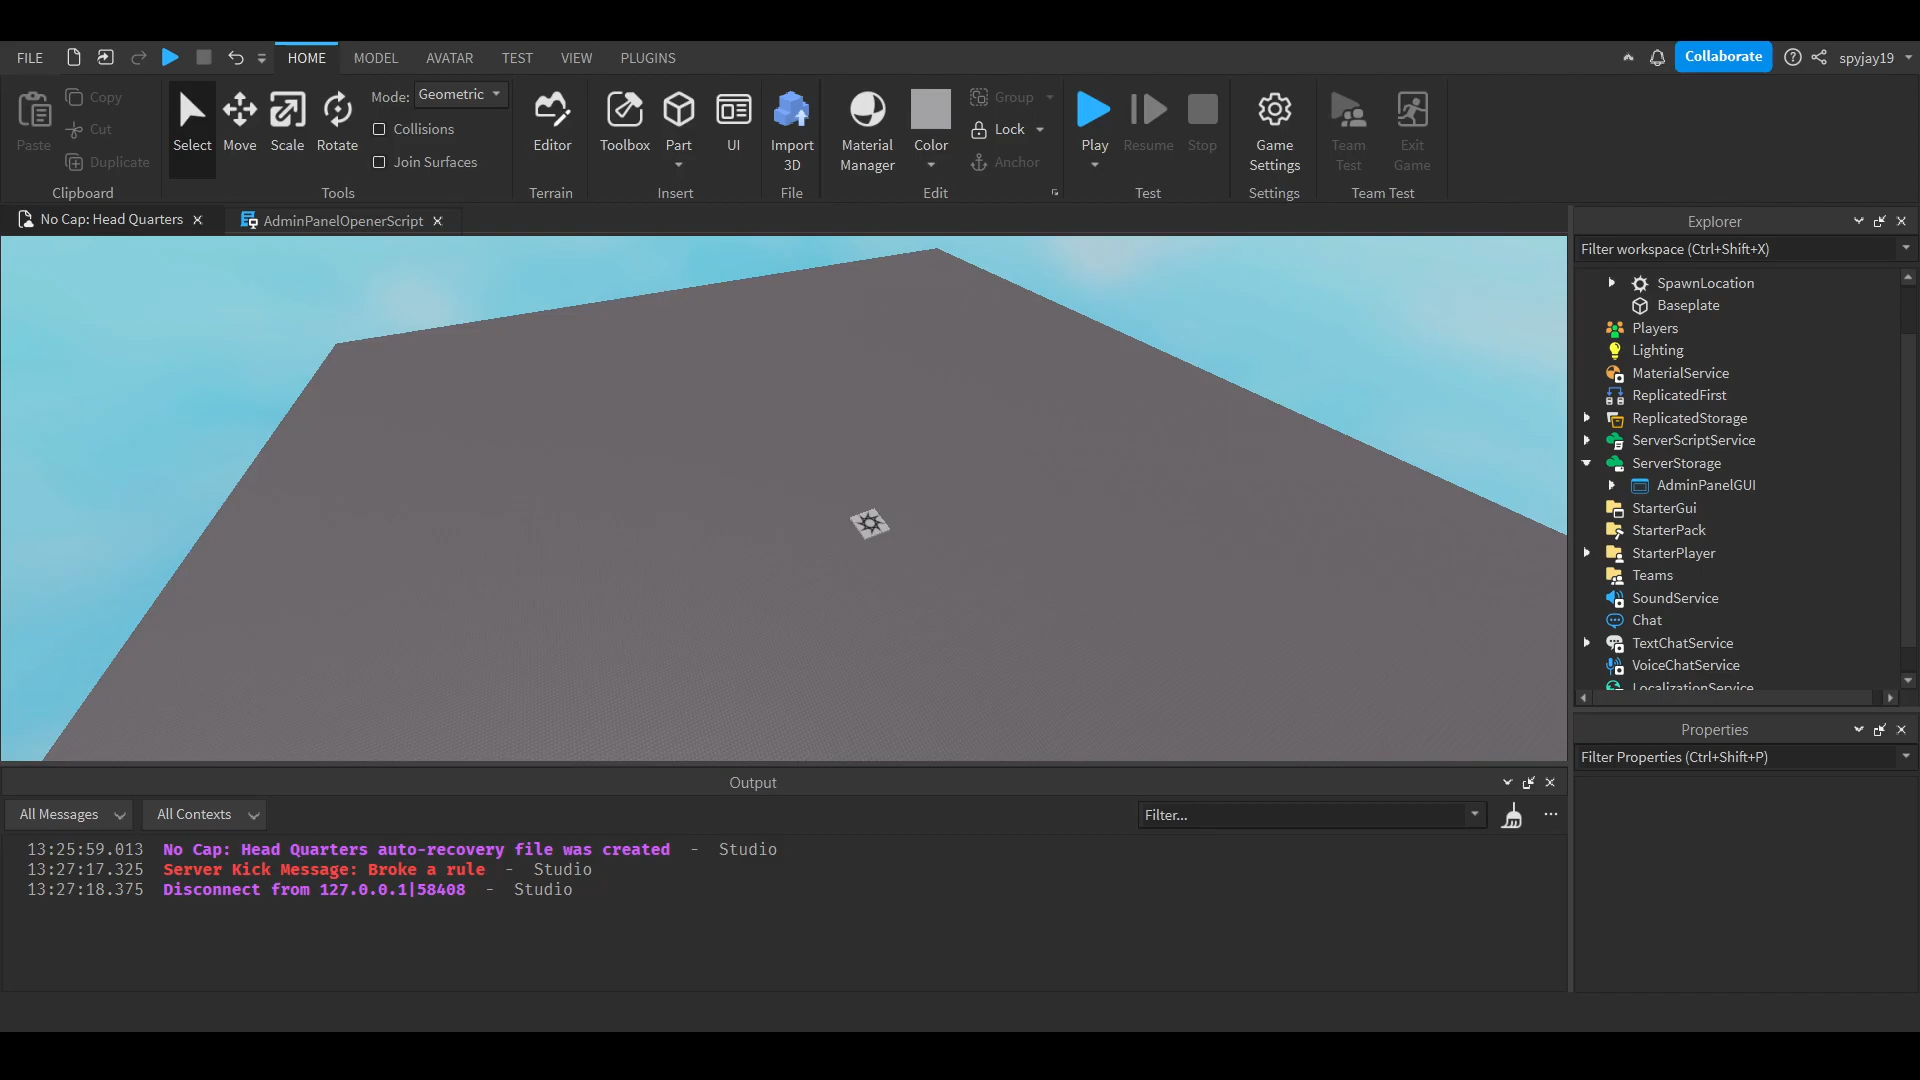 FILE
HOME
MODEL
AVATAR
TEST
VIEW
PLUGINS
Collaborate
spyjay19
Paste
Copy
Cut
Duplicate
Clipboard
Select
Move
Scale
Rotate
Mode: Geometric
Collisions
Join Surfaces
Tools
Editor
Terrain
Toolbox
Part
UI
Insert
Import
3D
File
Material
Manager
Color
Group
Lock
Anchor
Edit
Play
Resume
Stop
Test
Game
Settings
Settings
Team
Test
Exit
Game
Team Test
No Cap: Head Quarters
AdminPanelOpenerScript
Explorer
Filter workspace (Ctrl+Shift+X)
SpawnLocation
Baseplate
Players
Lighting
MaterialService
ReplicatedFirst
ReplicatedStorage
ServerScriptService
ServerStorage
AdminPanelGUI
StarterGui
StarterPack
StarterPlayer
Teams
SoundService
Chat
TextChatService
VoiceChatService
LocalizationService
Properties
Filter Properties (Ctrl+Shift+P)
Output
All Messages
All Contexts
Filter...
13:25:59.013 No Cap: Head Quarters auto-recovery file was created - Studio
13:27:17.325 Server Kick Message: Broke a rule - Studio
13:27:18.375 Disconnect from 127.0.0.1|58408 - Studio